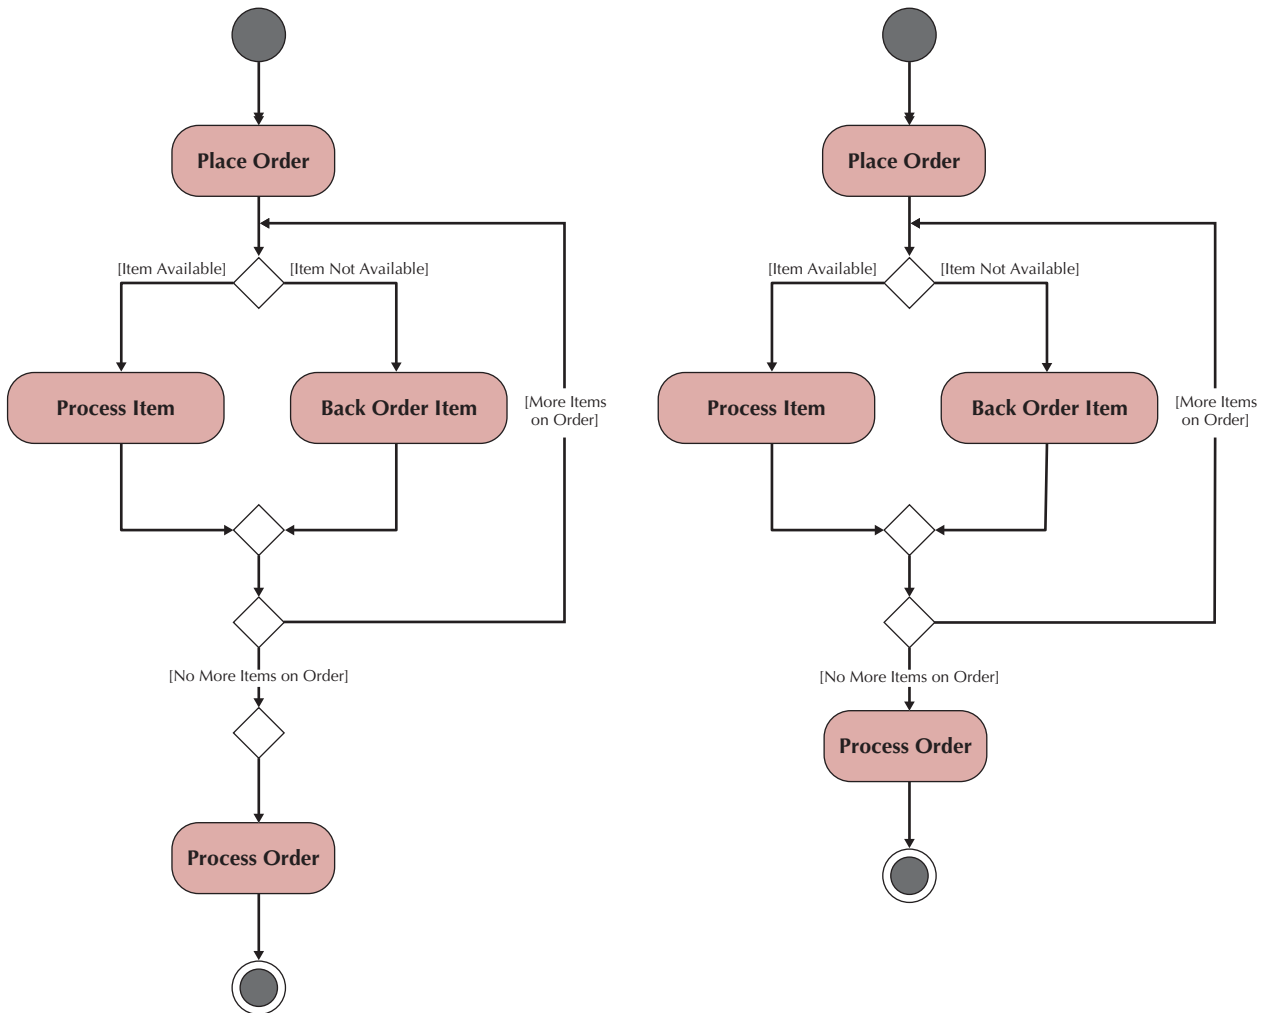 Place Order
[Item Available]
[Item Not Available]
Process Item
Back Order Item
[More Items
on Order]
[No More Items on Order]
Process Order
Place Order
[Item Available]
[Item Not Available]
Process Item
Back Order Item
[More Items
on Order]
[No More Items on Order]
Process Order